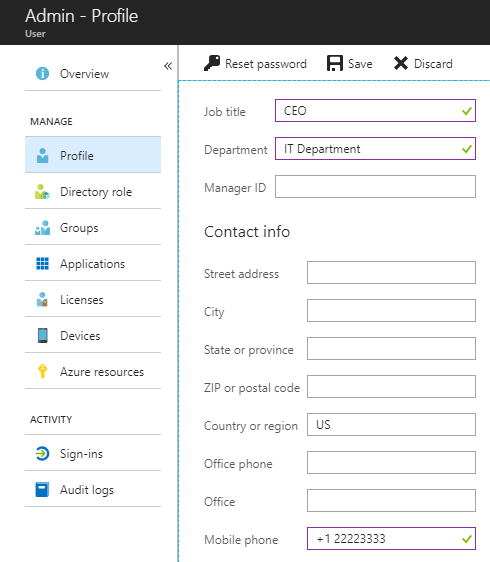 Admin - Profile
User
Overview
«
MANAGE
Profile
Directory role
Groups
Applications
Licenses
Devices
Azure resources
ACTIVITY
Sign-ins
Audit logs
Reset password
Save
Discard
Job title CEO
Department IT Department
Manager ID
Contact info
Street address
City
State or province
ZIP or postal code
Country or region US
Office phone
Office
Mobile phone +1 22223333